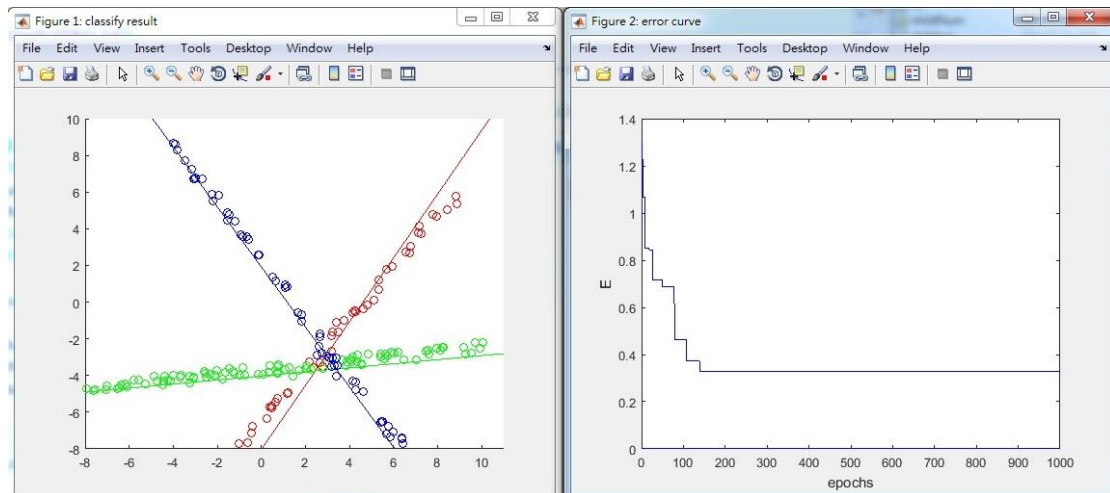 Figure 1: classify result
File Edit View Insert Tools Desktop Window Help
10
8
6
4
2
0
-2
-4
-6
-8
-8 -6 -4 -2 0 2 4 6 8 10
Figure 2: error curve
File Edit View Insert Tools Desktop Window Help
1.4
1.2
1
0.8
E
0.6
0.4
0.2
0
0 100 200 300 400 500 600 700 800 900 1000
epochs